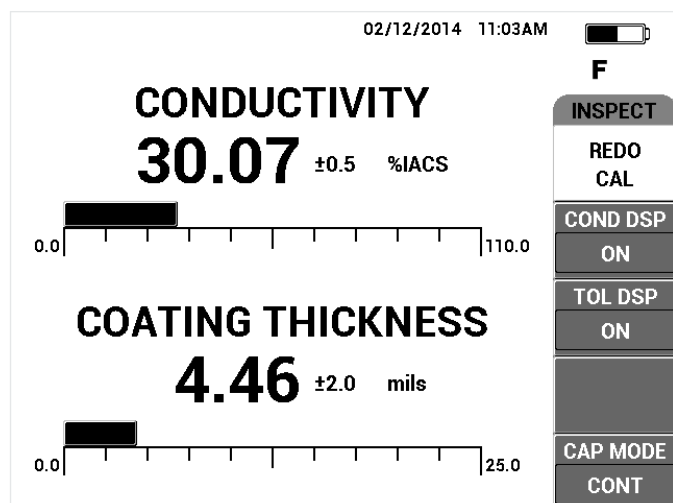 02/12/2014 11:03AM
F
CONDUCTIVITY
30.07 ±0.5 %IACS
0.0 110.0
COATING THICKNESS
4.46 ±2.0 mils
0.0 25.0
INSPECT
REDO
CAL
COND DSP
ON
TOL DSP
ON
CAP MODE
CONT